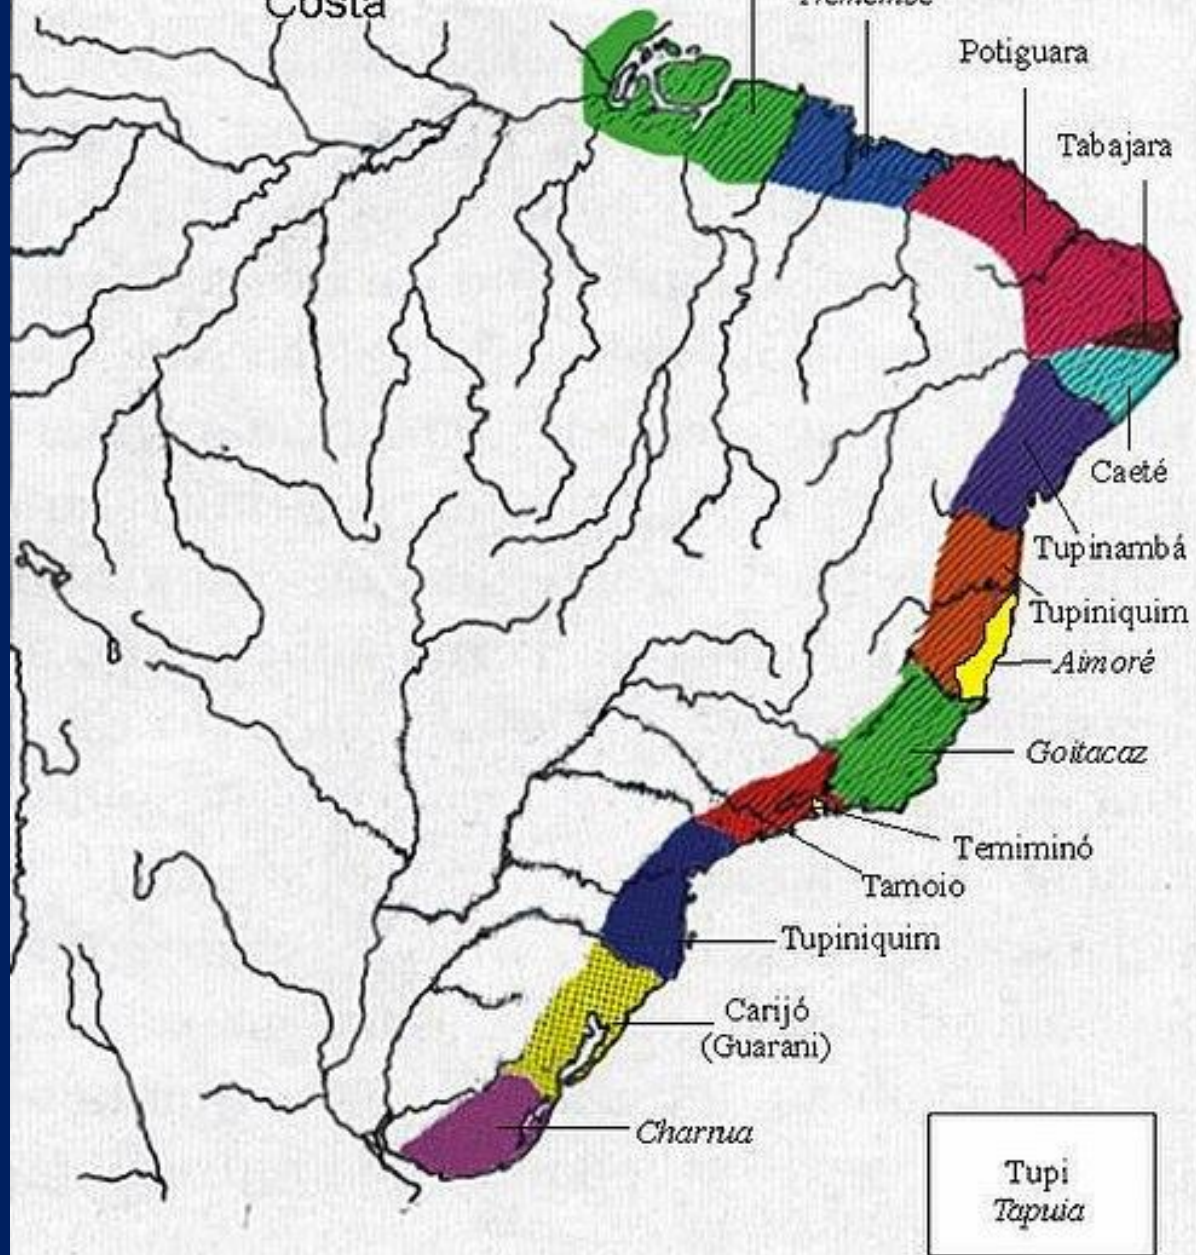 Costa
Potiguara
Tabajara
Caeté
Tupinambá
Tupiniquim
Aimoré
Goitacaz
Temiminó
Tamoio
Tupiniquim
Carijó
(Guarani)
Charrua
Tupi
Tapuia